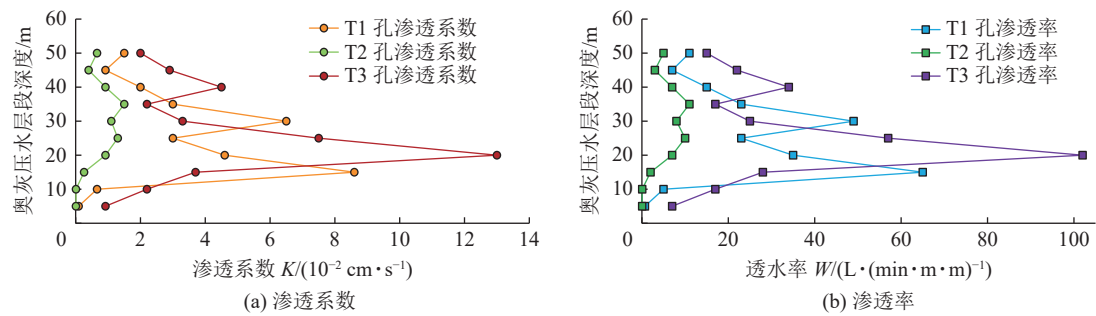 奥灰压水层段深度/m
60
50
40
30
20
10
0
T1 孔渗透系数
T2 孔渗透系数
T3 孔渗透系数
2 4 6 8 10 12 14
渗透系数 K/(10⁻² cm·s⁻¹)
(a) 渗透系数
奥灰压水层段深度/m
60
50
40
30
20
10
0
T1 孔渗透率
T2 孔渗透率
T3 孔渗透率
20 40 60 80 100
透水率 W/(L·(min·m·m)⁻¹)
(b) 渗透率